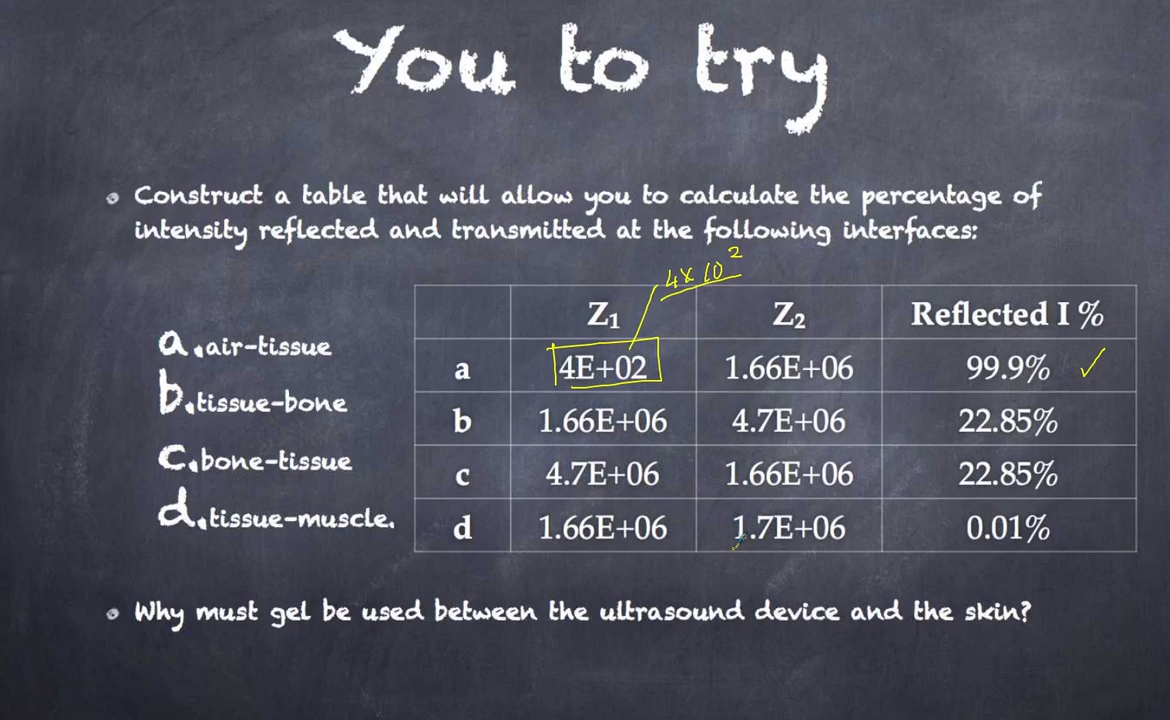 You to try
Construct a table that will allow you to calculate the percentage of
intensity reflected and transmitted at the following interfaces:
4 x 10^2
a. air-tissue
b. tissue-bone
c. bone-tissue
d. tissue-muscle.
Z₁ Z₂ Reflected I %
a 4E+02 1.66E+06 99.9% ✓
b 1.66E+06 4.7E+06 22.85%
c 4.7E+06 1.66E+06 22.85%
d 1.66E+06 1.7E+06 0.01%
Why must gel be used between the ultrasound device and the skin?